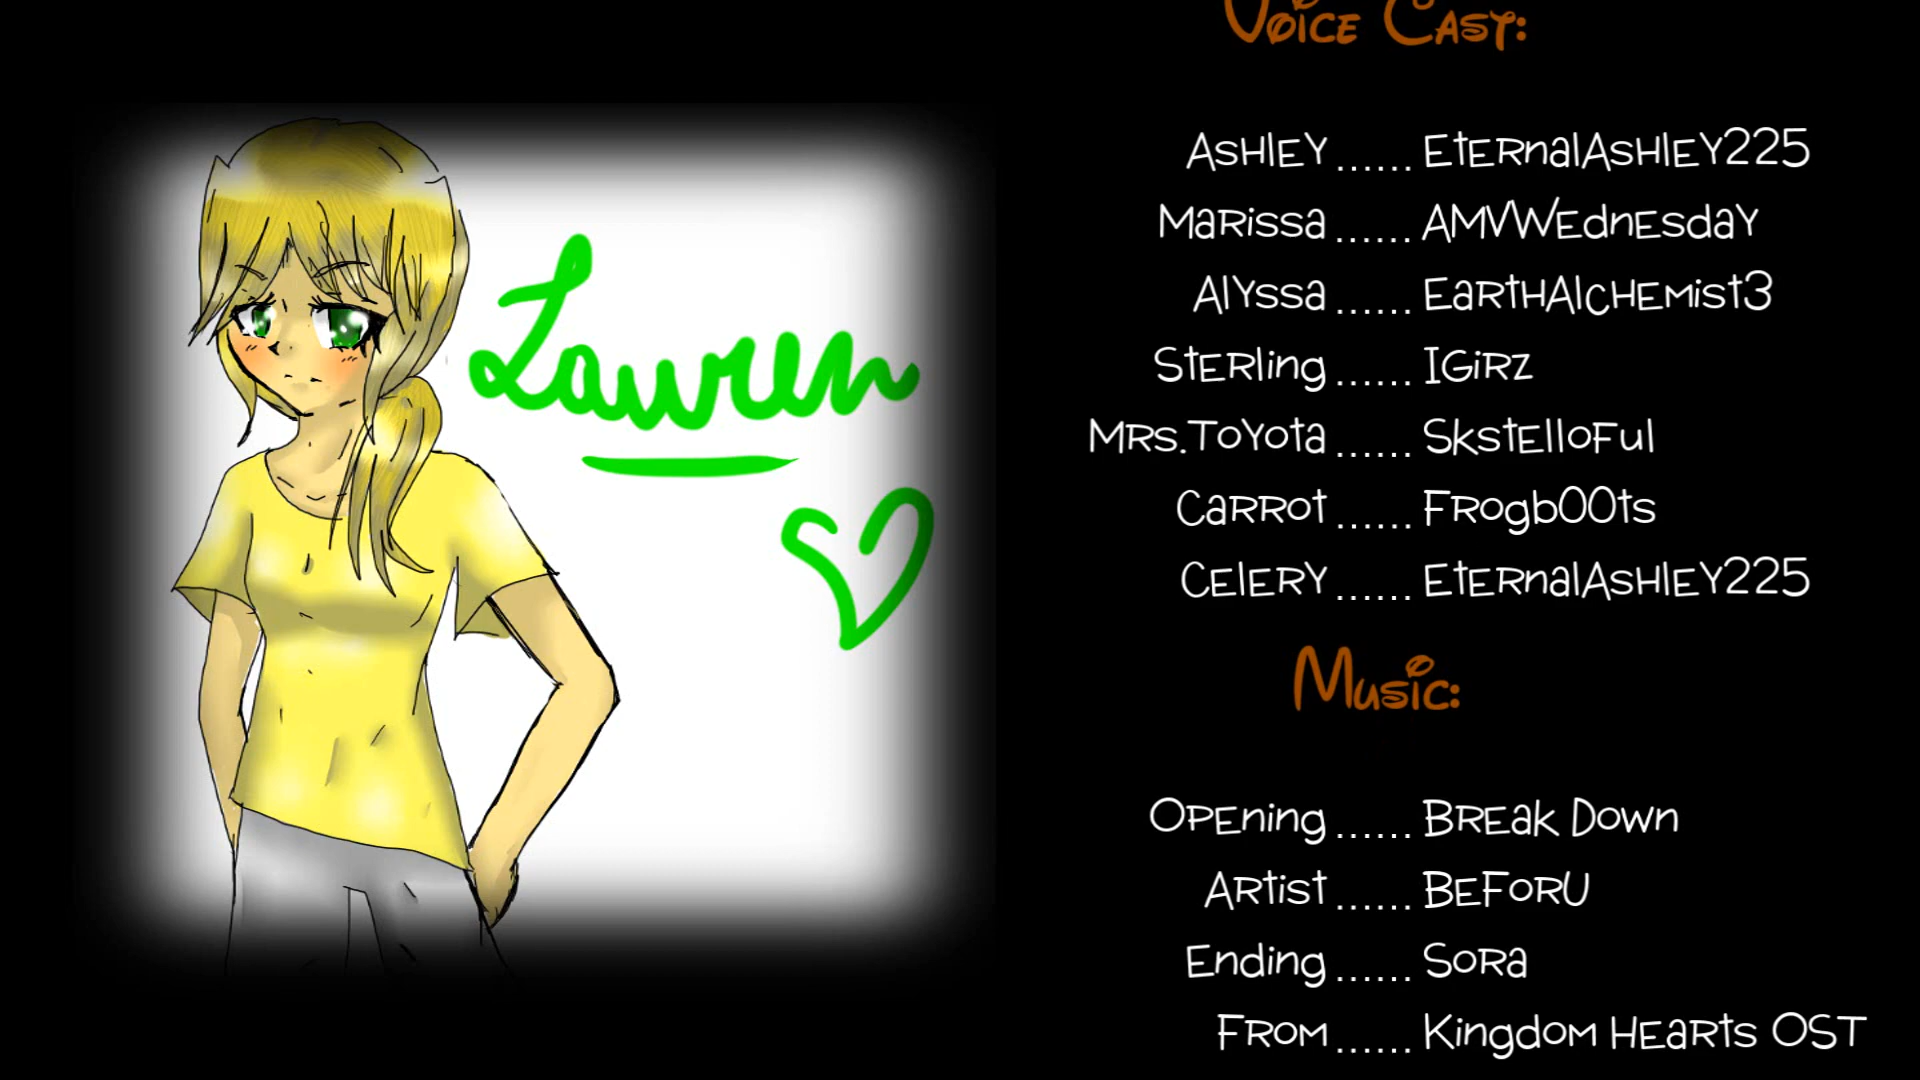 Lauren
Voice Cast:
Ashley ...... EternalAshley225
Marissa ...... AMVWednesday
Alyssa ...... EarthAlchemist3
Sterling ...... IGirz
Mrs.Toyota ...... Skstelloful
Carrot ...... Frogb00ts
Celery ...... EternalAshley225
Music:
Opening ...... Break Down
Artist ...... BeForU
Ending ...... Sora
From ...... Kingdom Hearts OST